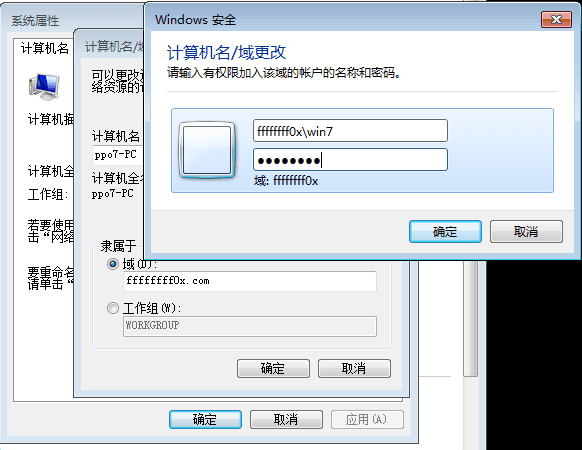 系统属性
计算机名
计算机描
计算机全
工作组:
若要使用
击“网络
要重命名
请单击“
确定
取消
应用(A)
计算机名/域
可以更改
络资源的
计算机名
ppo7-PC
计算机全名
ppo7-PC
隶属于
域(D):
ffffffff0x.com
工作组(W):
WORKGROUP
确定
取消
Windows 安全
计算机名/域更改
请输入有权限加入该域的帐户的名称和密码。
ffffffff0x\win7
●●●●●●●●
域: ffffffff0x
确定
取消